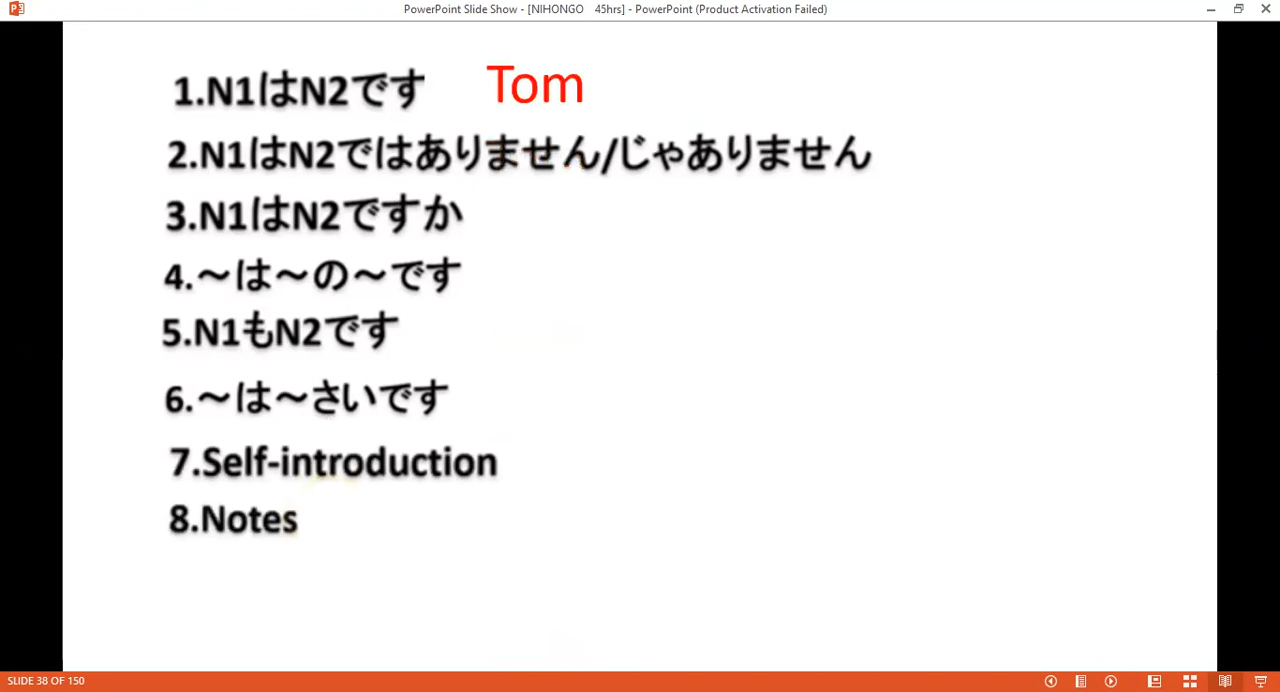 PowerPoint Slide Show - [NIHONGO 45hrs] - PowerPoint (Product Activation Failed)
1.N1はN2です Tom
2.N1はN2ではありません/じゃありません
3.N1はN2ですか
4.～は～の～です
5.N1もN2です
6.～は～さいです
7.Self-introduction
8.Notes
SLIDE 38 OF 150